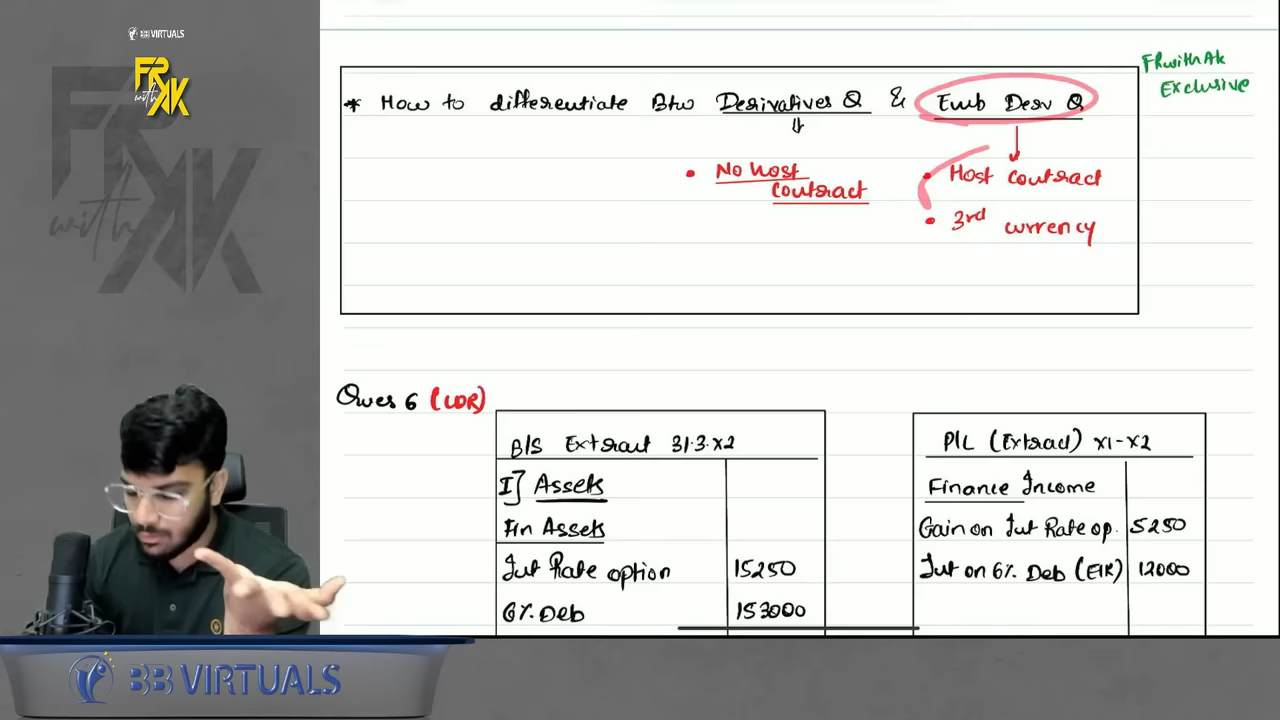 BB VIRTUALS
FR
with
AK
FR
with
AK
FRwithAk
Exclusive
* How to differentiate Btw Derivatives Q & Emb Derv Q
• No host
contract
• Host contract
• 3rd currency
Ques 6 (LDR)
B/S Extract 31.3.X2
I] Assets
Fin Assets
Int Rate option 15250
6% Deb 153000
P/L (Extract) X1-X2
Finance Income
Gain on Int Rate op. 5250
Int on 6% Deb (EIR) 12000
BB VIRTUALS